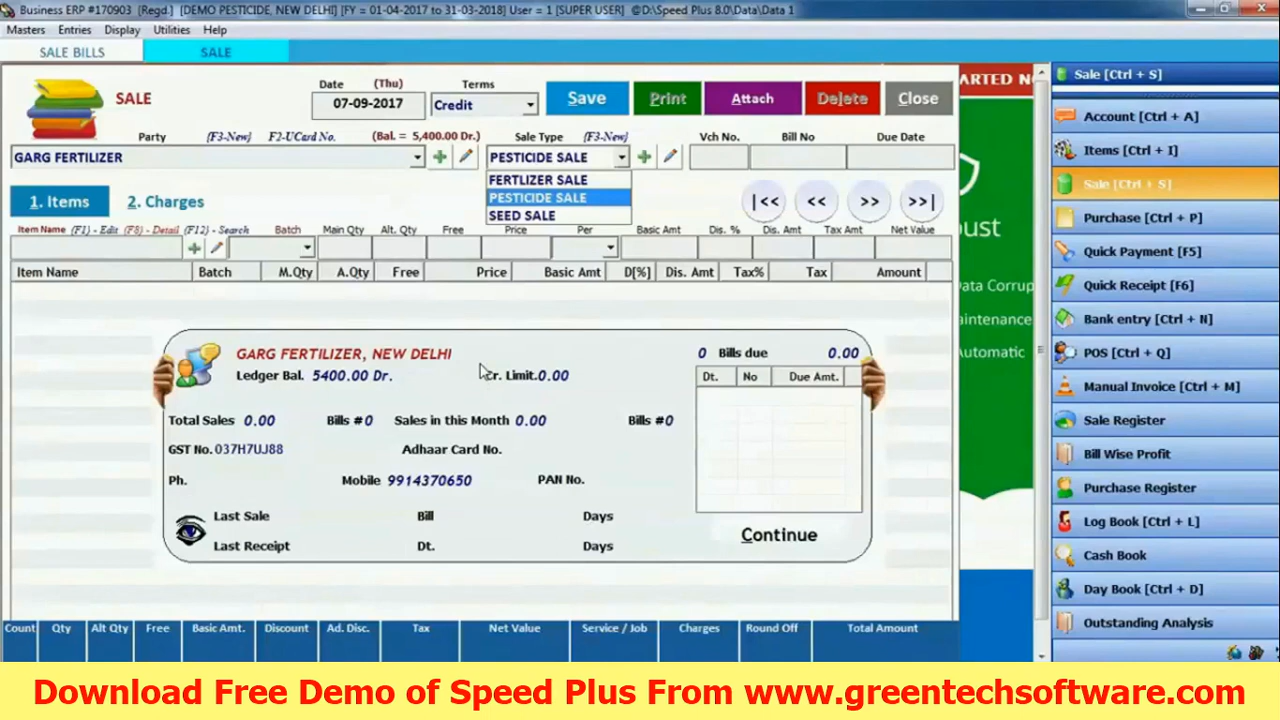 Business ERP #170903 (Regd.) [DEMO PESTICIDE, NEW DELHI] [FY = 01-04-2017 to 31-03-2018] User = 1 [SUPER USER] @D:\Speed Plus 8.0\Data\Data 1
Masters Entries Display Utilities Help
SALE BILLS SALE
SALE
Date (Thu) Terms
07-09-2017 Credit Save Print Attach Delete Close
Party (F3-New) F2-UCard No. (Bal. = 5,400.00 Dr.) Sale Type (F3-New) Vch No. Bill No Due Date
GARG FERTILIZER PESTICIDE SALE
FERTLIZER SALE
PESTICIDE SALE
SEED SALE
1. Items 2. Charges |<< << >> >>|
Item Name (F1) - Edit (F8) - Detail (F12) - Search Batch Main Qty Alt. Qty Free Price Per Basic Amt Dis. % Dis. Amt Tax Amt Net Value
Item Name Batch M.Qty A.Qty Free Price Basic Amt D[%] Dis. Amt Tax% Tax Amount
GARG FERTILIZER, NEW DELHI 0 Bills due 0.00
Ledger Bal. 5400.00 Dr. Cr. Limit. 0.00 Dt. No Due Amt.
Total Sales 0.00 Bills #0 Sales in this Month 0.00 Bills #0
GST No. 037H7UJ88 Adhaar Card No.
Ph. Mobile 9914370650 PAN No.
Last Sale Bill Days
Continue
Last Receipt Dt. Days
Count Qty Alt Qty Free Basic Amt. Discount Ad. Disc. Tax Net Value Service / Job Charges Round Off Total Amount
ARTED N
ust
Data Corrup
aintenance
Automatic
Sale [Ctrl + S]
Account [Ctrl + A]
Items [Ctrl + I]
Sale [Ctrl + S]
Purchase [Ctrl + P]
Quick Payment [F5]
Quick Receipt [F6]
Bank entry [Ctrl + N]
POS [Ctrl + Q]
Manual Invoice [Ctrl + M]
Sale Register
Bill Wise Profit
Purchase Register
Log Book [Ctrl + L]
Cash Book
Day Book [Ctrl + D]
Outstanding Analysis
Download Free Demo of Speed Plus From www.greentechsoftware.com